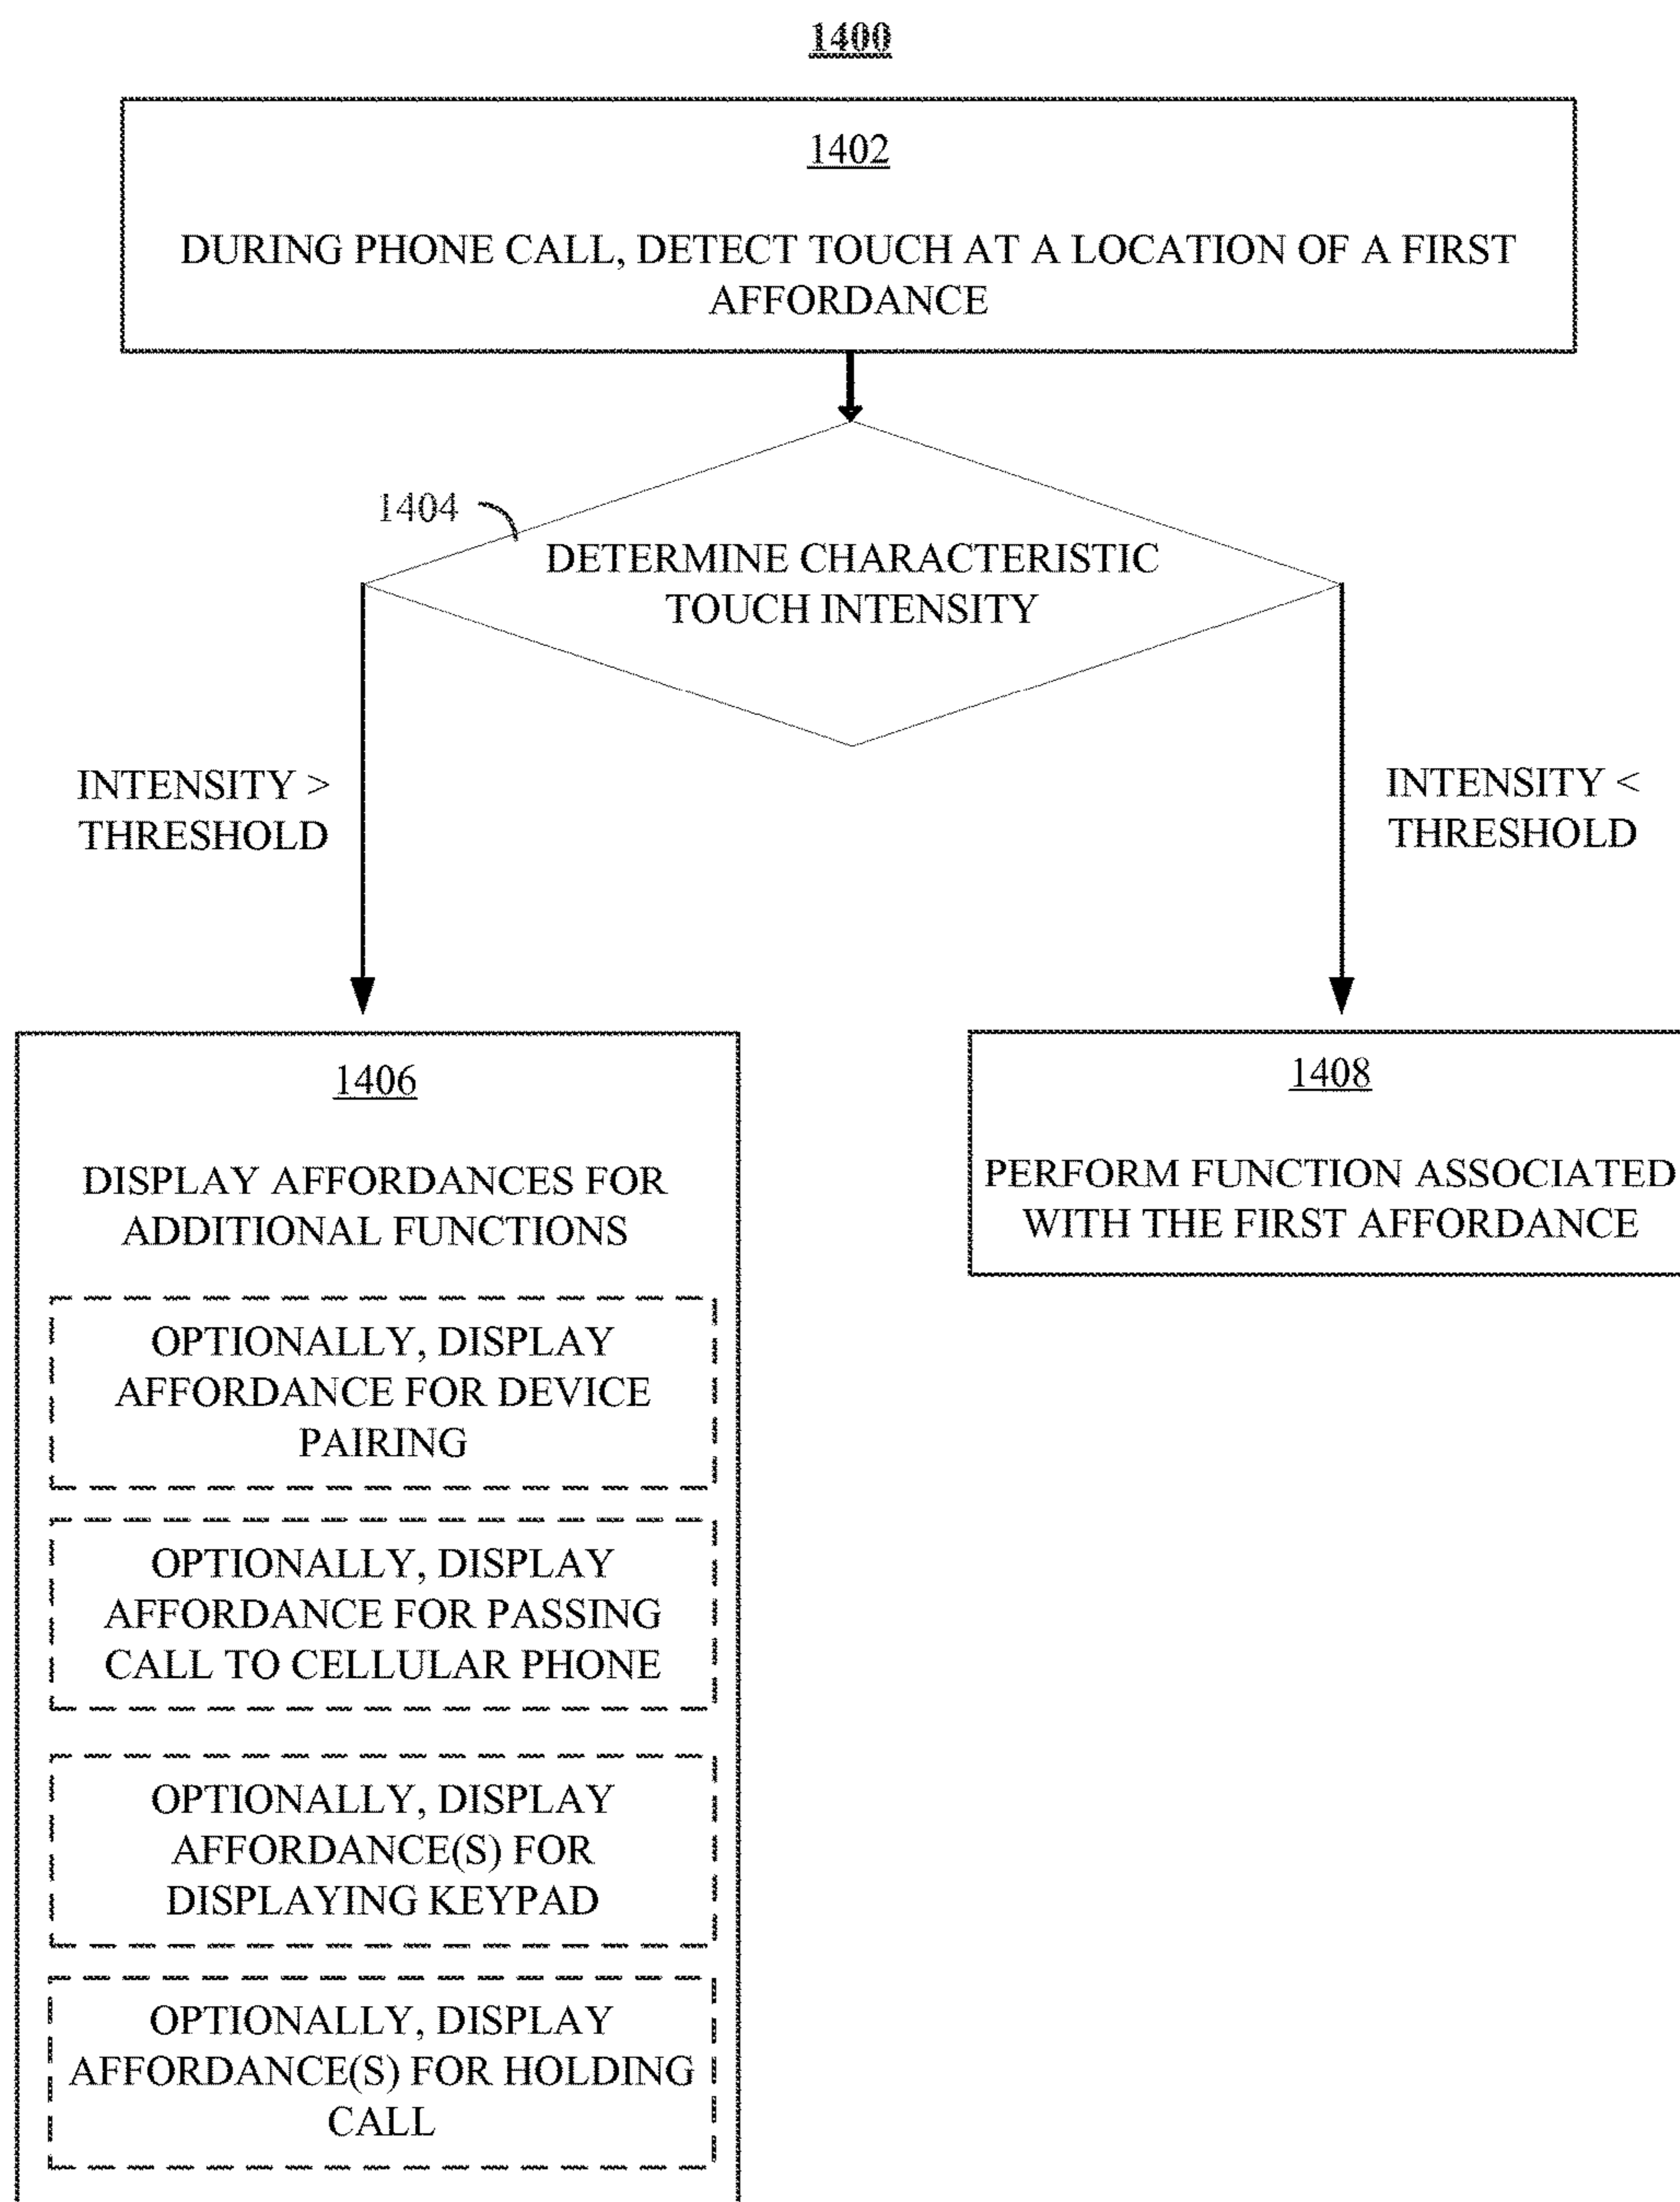 1400
1402
DURING PHONE CALL, DETECT TOUCH AT A LOCATION OF A FIRST
AFFORDANCE
1404
DETERMINE CHARACTERISTIC
TOUCH INTENSITY
INTENSITY >
THRESHOLD
INTENSITY <
THRESHOLD
1406
DISPLAY AFFORDANCES FOR
ADDITIONAL FUNCTIONS
OPTIONALLY, DISPLAY
AFFORDANCE FOR DEVICE
PAIRING
OPTIONALLY, DISPLAY
AFFORDANCE FOR PASSING
CALL TO CELLULAR PHONE
OPTIONALLY, DISPLAY
AFFORDANCE(S) FOR
DISPLAYING KEYPAD
OPTIONALLY, DISPLAY
AFFORDANCE(S) FOR HOLDING
CALL
1408
PERFORM FUNCTION ASSOCIATED
WITH THE FIRST AFFORDANCE